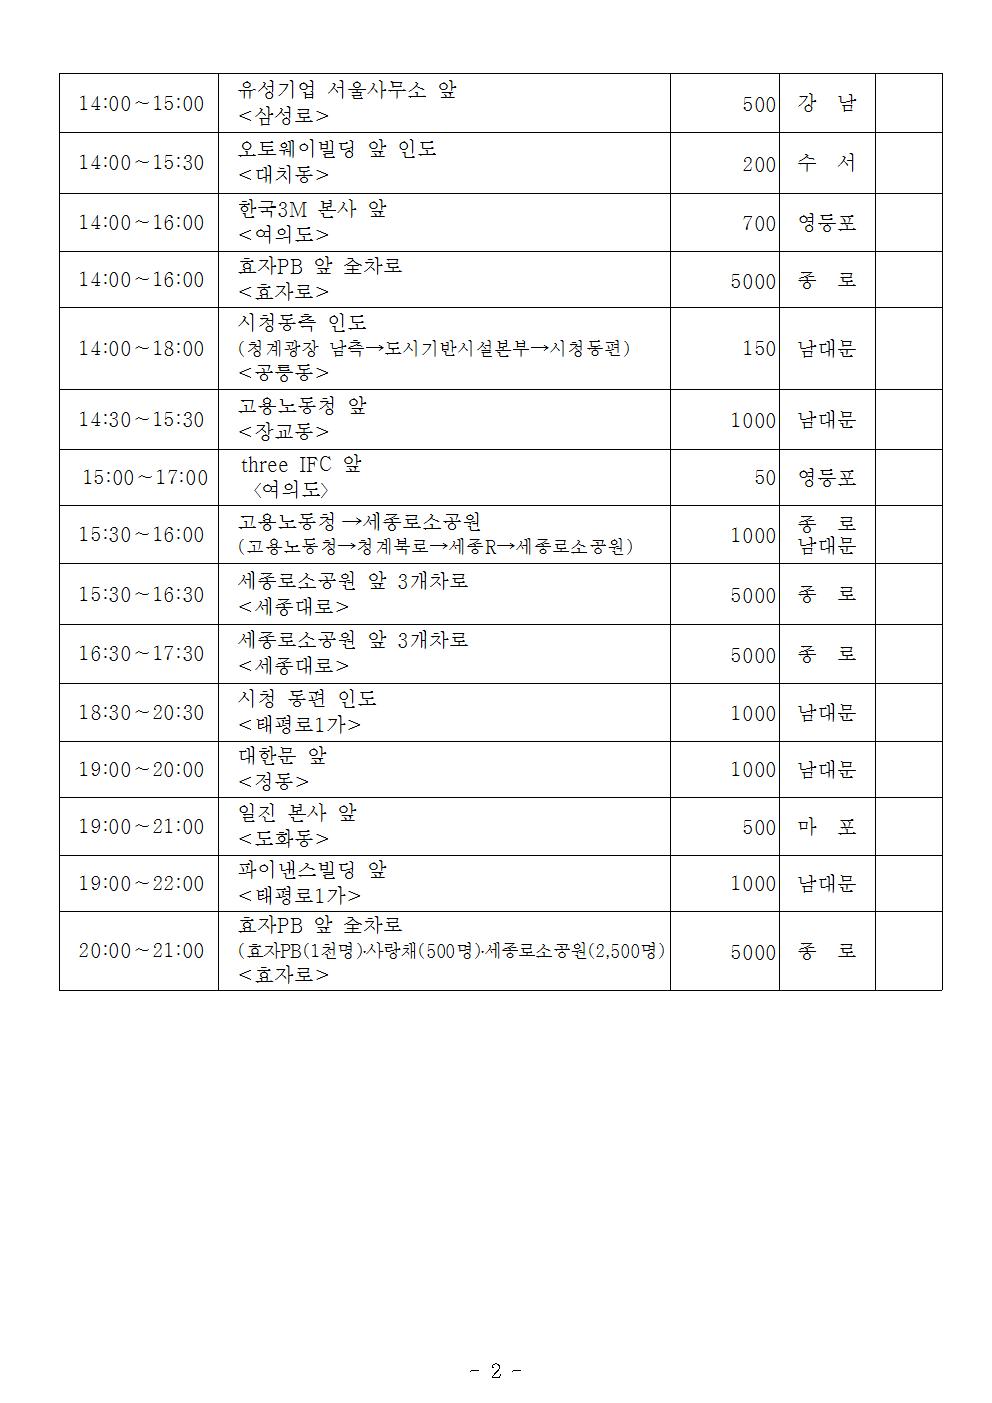 14:00～15:00 유성기업 서울사무소 앞 500 강 남
<삼성로>
14:00～15:30 오토웨이빌딩 앞 인도 200 수 서
<대치동>
14:00～16:00 한국3M 본사 앞 700 영등포
<여의도>
14:00～16:00 효자PB 앞 全차로 5000 종 로
<효자로>
14:00～18:00 시청동측 인도 150 남대문
(청계광장 남측→도시기반시설본부→시청동편)
<공릉동>
14:30～15:30 고용노동청 앞 1000 남대문
<장교동>
15:00～17:00 three IFC 앞 50 영등포
〈여의도〉
15:30～16:00 고용노동청→세종로소공원 1000 종 로
(고용노동청→청계북로→세종R→세종로소공원) 남대문
15:30～16:30 세종로소공원 앞 3개차로 5000 종 로
<세종대로>
16:30～17:30 세종로소공원 앞 3개차로 5000 종 로
<세종대로>
18:30～20:30 시청 동편 인도 1000 남대문
<태평로1가>
19:00～20:00 대한문 앞 1000 남대문
<정동>
19:00～21:00 일진 본사 앞 500 마 포
<도화동>
19:00～22:00 파이낸스빌딩 앞 1000 남대문
<태평로1가>
20:00～21:00 효자PB 앞 全차로 5000 종 로
(효자PB(1천명)·사랑채(500명)·세종로소공원(2,500명)
<효자로>
- 2 -